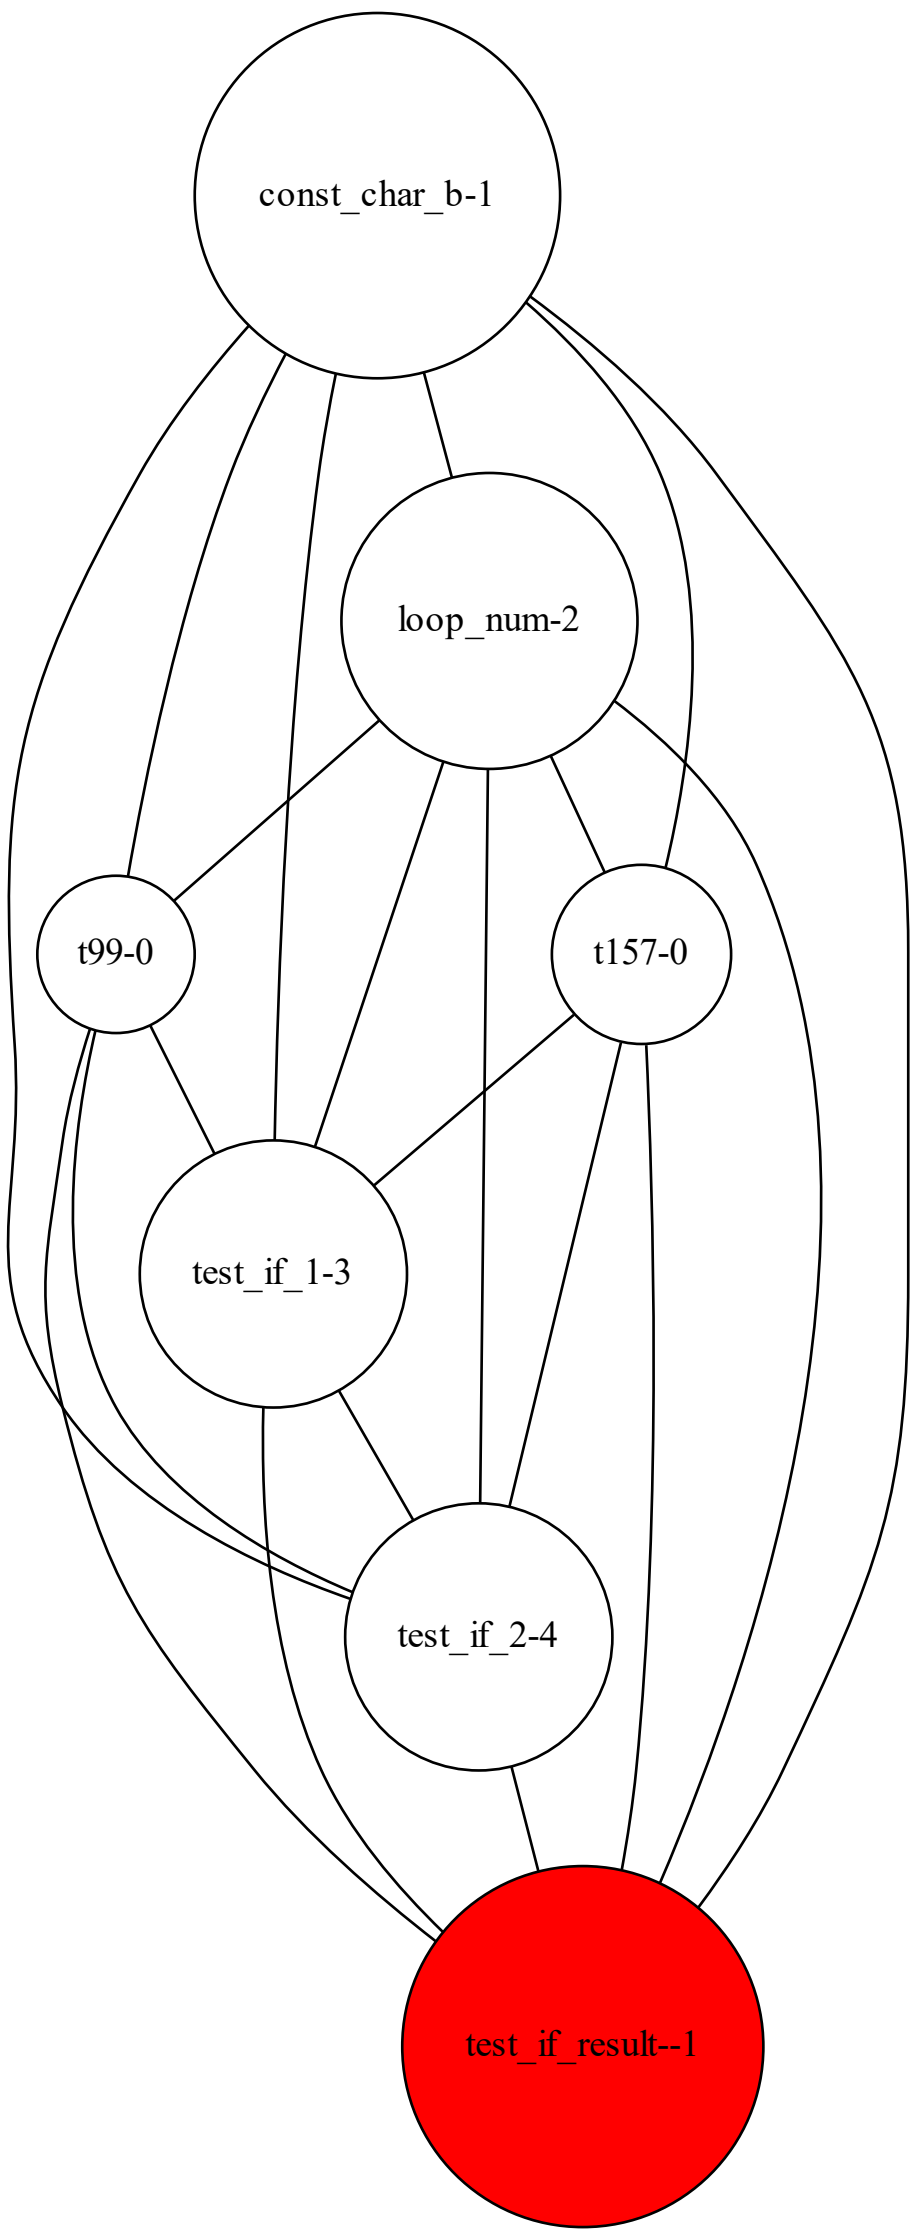 const_char_b-1
loop_num-2
t99-0
t157-0
test_if_1-3
test_if_2-4
test_if_result--1